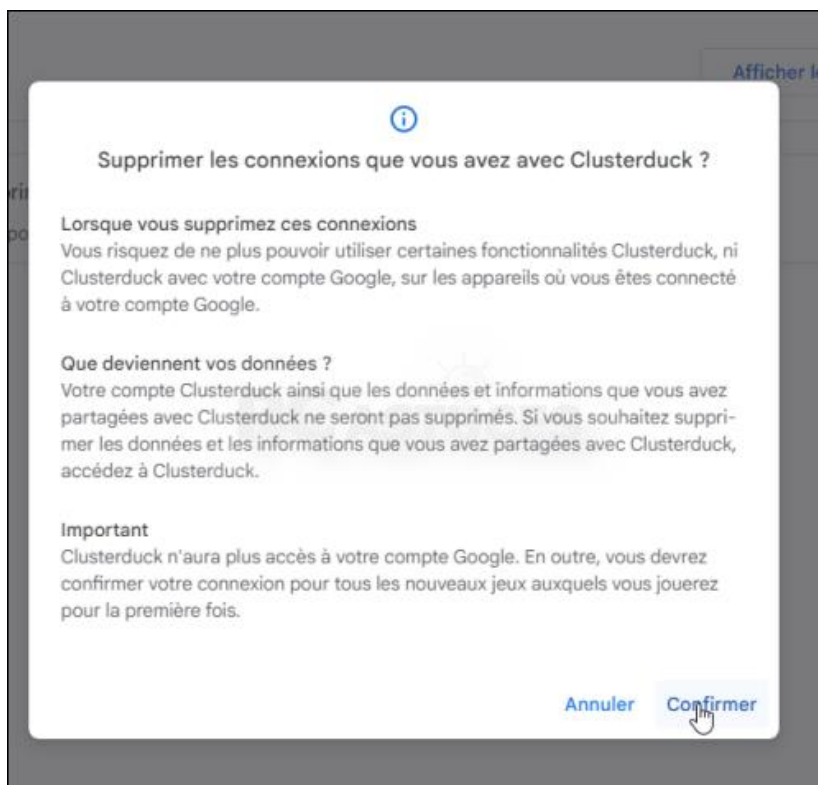 Afficher l
Supprimer les connexions que vous avez avec Clusterduck ?
Lorsque vous supprimez ces connexions
Vous risquez de ne plus pouvoir utiliser certaines fonctionnalités Clusterduck, ni
Clusterduck avec votre compte Google, sur les appareils où vous êtes connecté
à votre compte Google.
Que deviennent vos données ?
Votre compte Clusterduck ainsi que les données et informations que vous avez
partagées avec Clusterduck ne seront pas supprimés. Si vous souhaitez suppri-
mer les données et les informations que vous avez partagées avec Clusterduck,
accédez à Clusterduck.
Important
Clusterduck n'aura plus accès à votre compte Google. En outre, vous devrez
confirmer votre connexion pour tous les nouveaux jeux auxquels vous jouerez
pour la première fois.
Annuler Confirmer